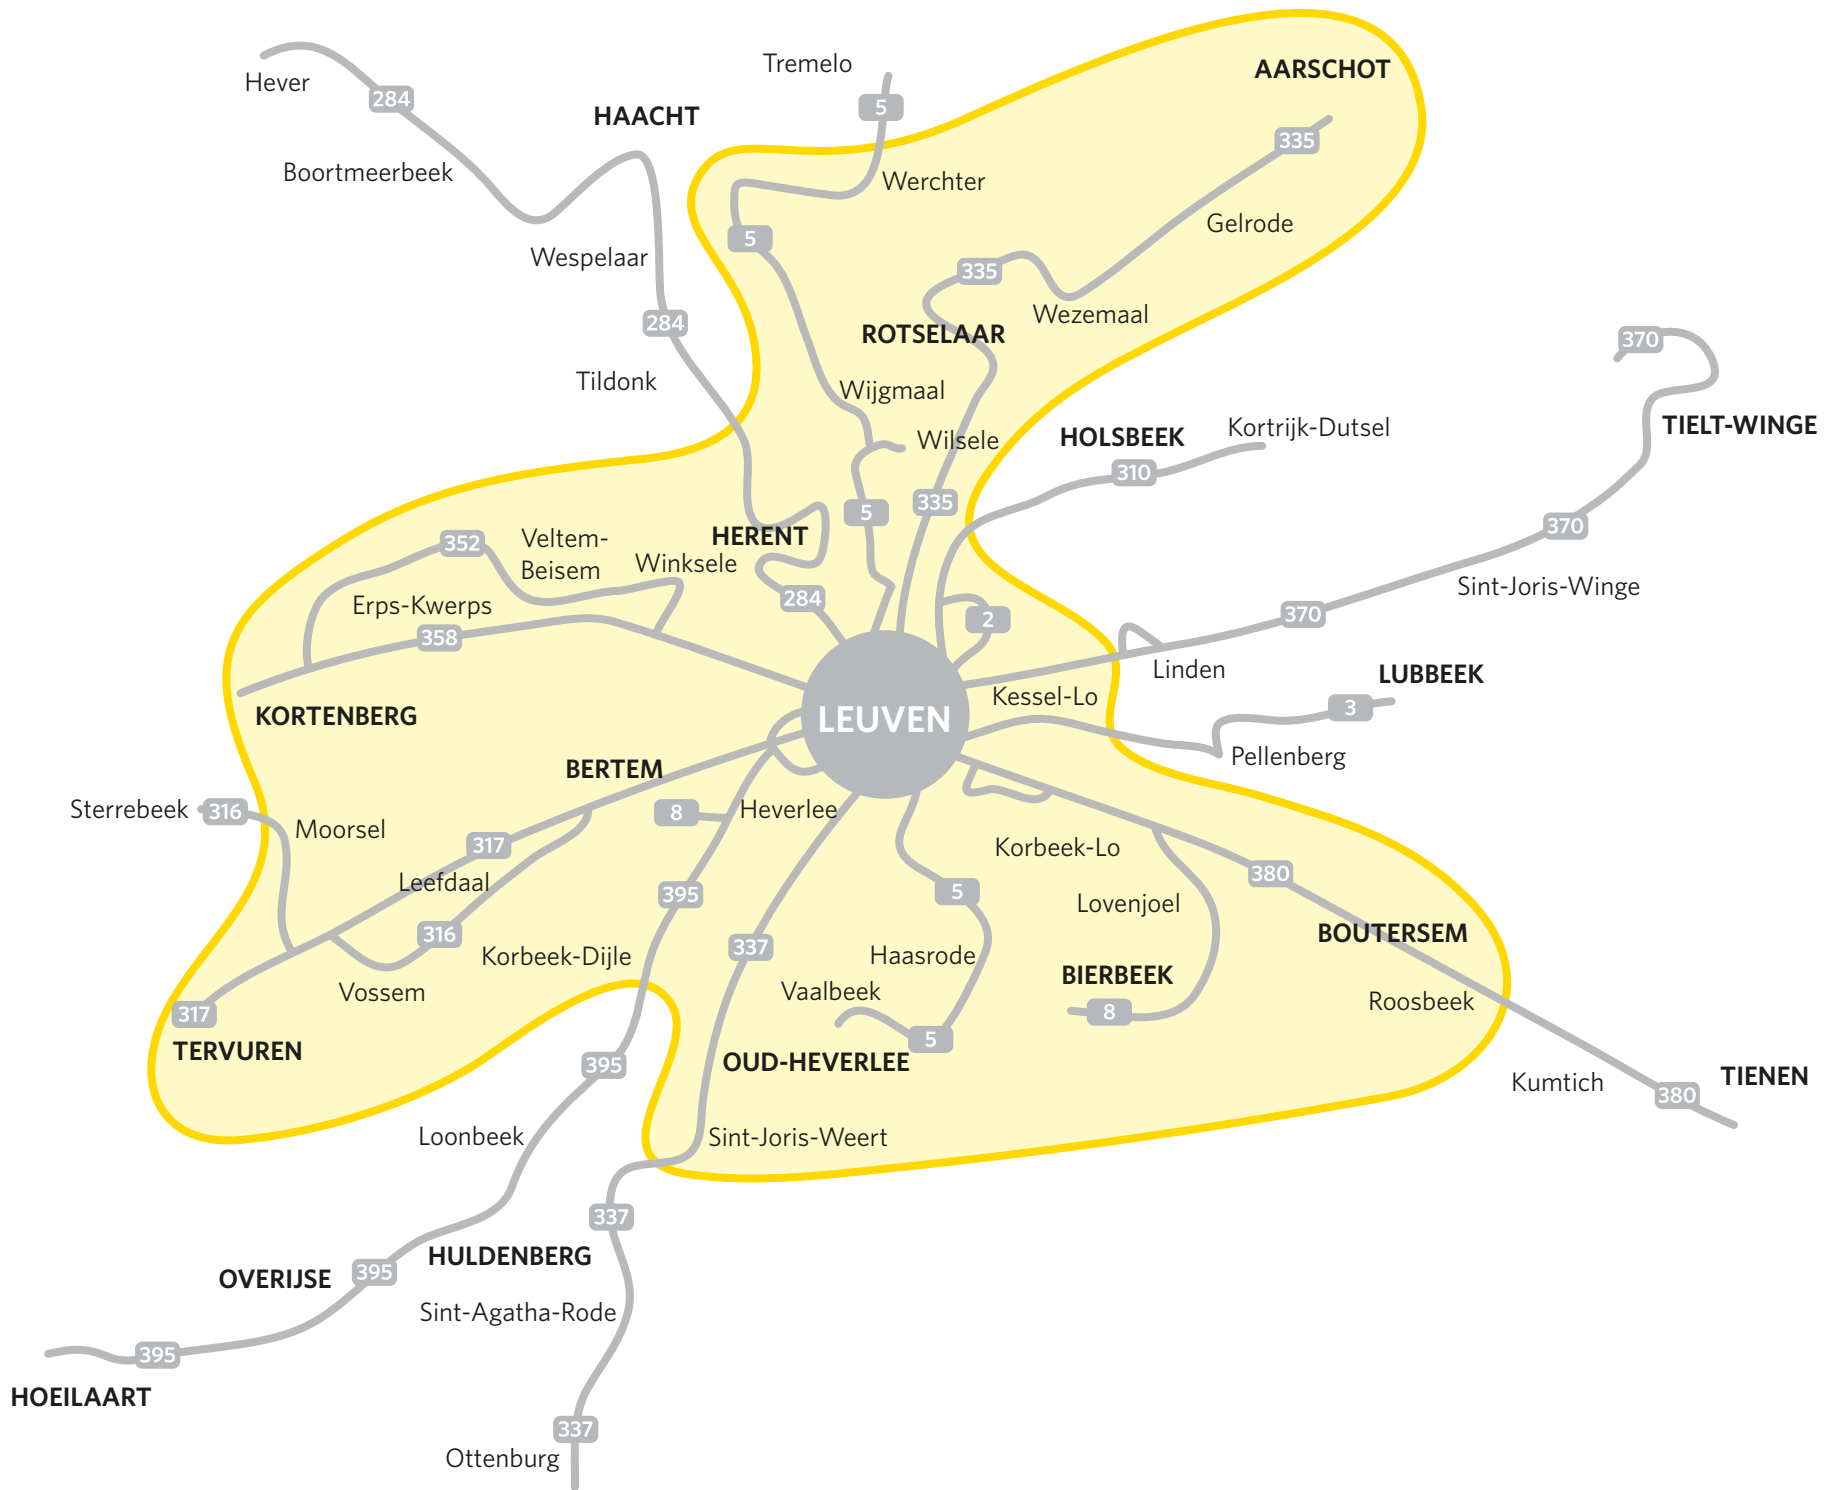 Hever
284
Boortmeerbeek
HAACHT
Tremelo
5
AARSCHOT
335
Werchter
Gelrode
5
Wespelaar
335
Wezemaal
284
ROTSELAAR
370
Tildonk
Wijgmaal
Wilsele
HOLSBEEK
Kortrijk-Dutsel
TIELT-WINGE
310
335
5
370
HERENT
352
Veltem-
Beisem
Winksele
284
Erps-Kwerps
358
2
370
Sint-Joris-Winge
Linden
LUBBEEK
Kessel-Lo
3
KORTENBERG
LEUVEN
Pellenberg
BERTEM
Sterrebeek
316
Moorsel
8
Heverlee
317
Korbeek-Lo
380
Leefdaal
395
5
Lovenjoel
316
BOUTERSEM
337
Korbeek-Dijle
Haasrode
BIERBEEK
Vossem
Vaalbeek
Roosbeek
317
8
5
TERVUREN
395
OUD-HEVERLEE
Kumtich
TIENEN
380
Loonbeek
Sint-Joris-Weert
337
HULDENBERG
OVERIJSE
395
Sint-Agatha-Rode
395
HOEILAART
337
Ottenburg